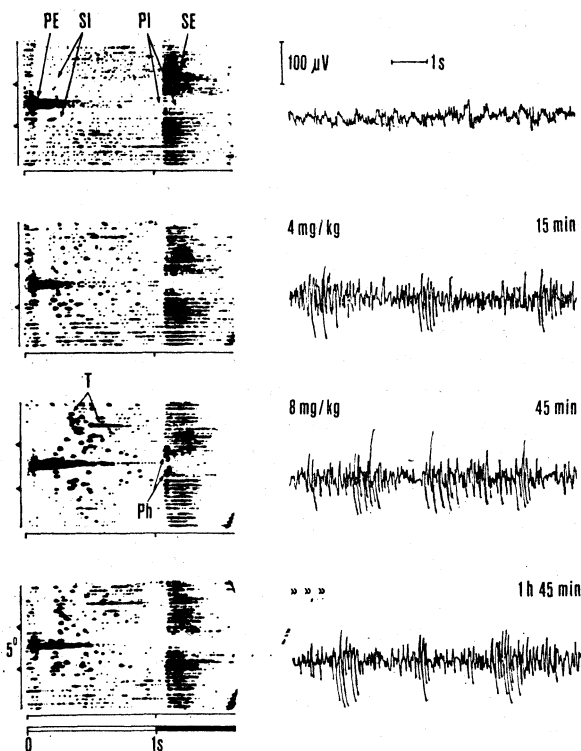 PE SI PI SE
100 µV 1s
4 mg/kg 15 min
T
8 mg/kg 45 min
Ph
» » » 1h 45 min
5°
0 1s